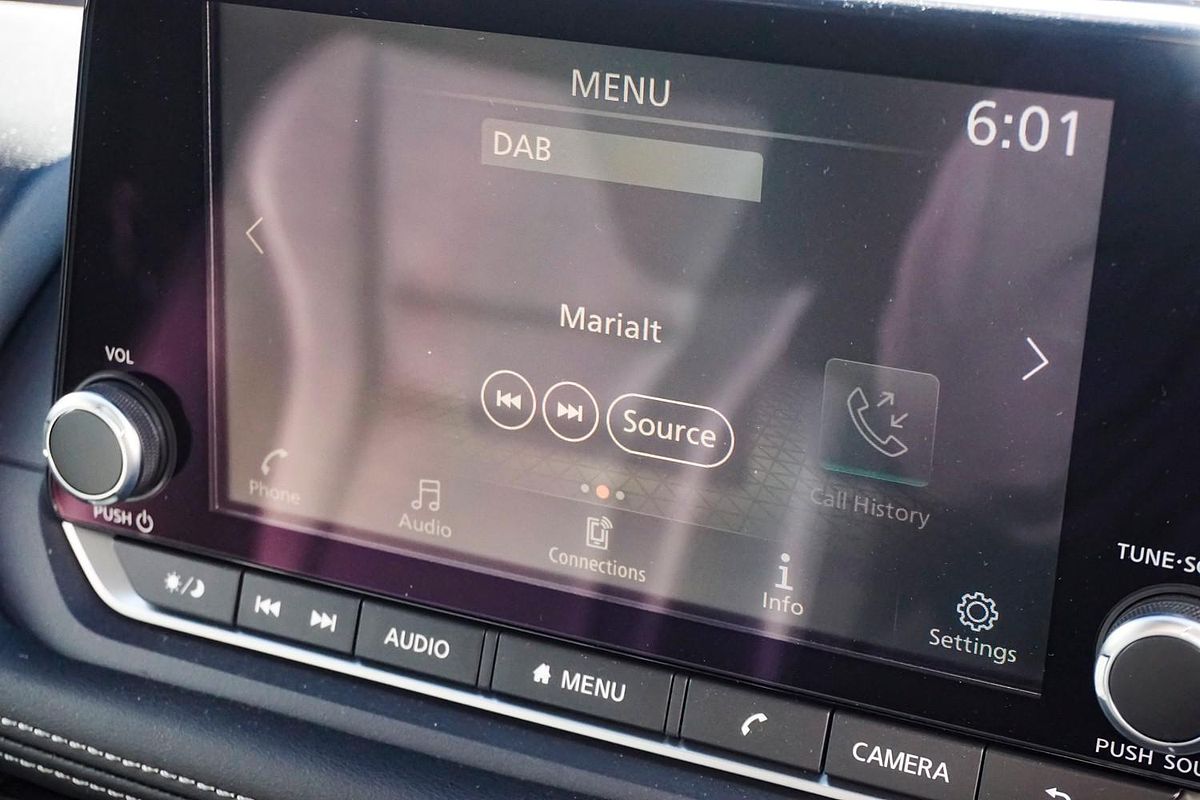 MENU
6:01
DAB
Marialt
Source
Call History
Phone
Audio
Connections
Info
Settings
VOL
PUSH
AUDIO
MENU
CAMERA
TUNE·SC
PUSH SOU